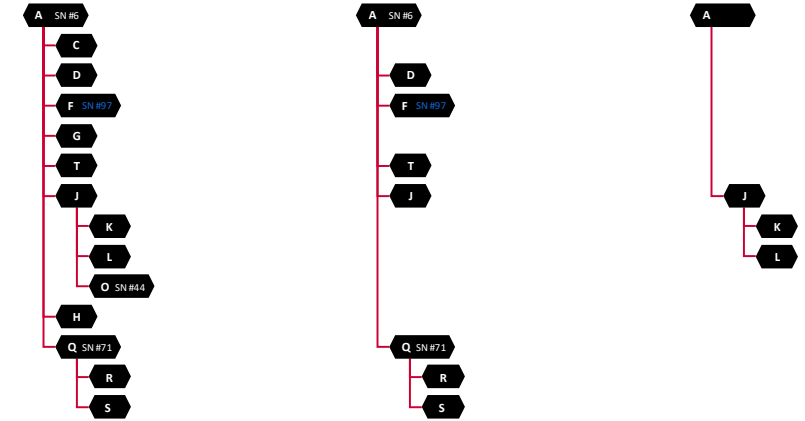 A SN #6
C
D
F SN #97
G
T
J
K
L
O SN #44
H
Q SN #71
R
S
A SN #6
D
F SN #97
T
J
Q SN #71
R
S
A
J
K
L